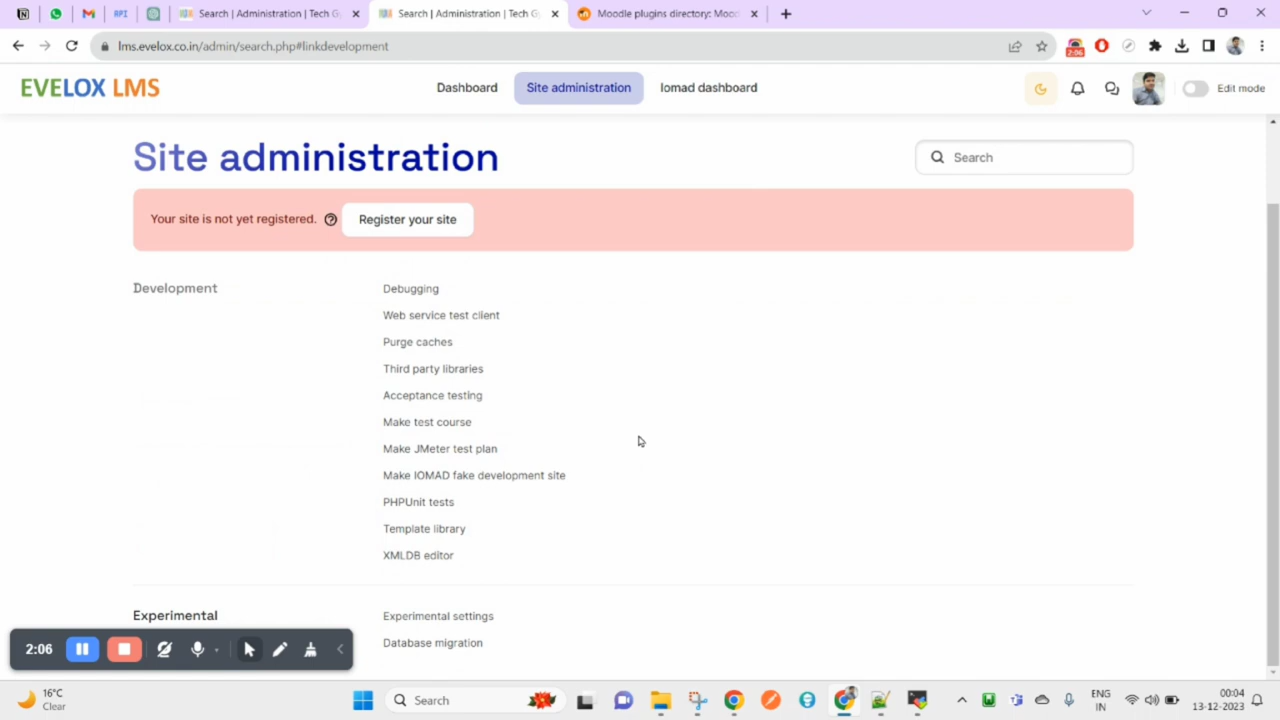 Search | Administration | Tech G
Search | Administration | Tech G
Moodle plugins directory: Mood
lms.evelox.co.in/admin/search.php#linkdevelopment
2:06
EVELOX LMS
Dashboard
Site administration
Iomad dashboard
Edit mode
Site administration
Search
Your site is not yet registered.
Register your site
Development
Debugging
Web service test client
Purge caches
Third party libraries
Acceptance testing
Make test course
Make JMeter test plan
Make IOMAD fake development site
PHPUnit tests
Template library
XMLDB editor
Experimental
Experimental settings
Database migration
2:06
16°C
Clear
Search
ENG
IN
00:04
13-12-2023